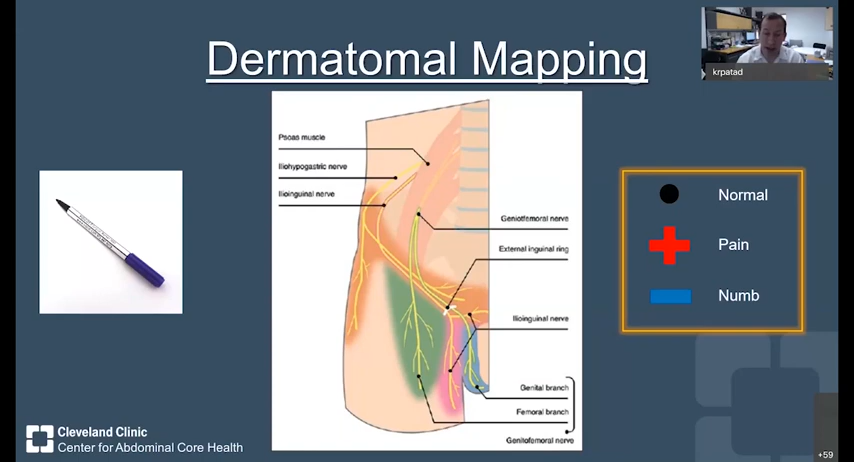 Dermatomal Mapping
krpatad
Psoas muscle
Iliohypogastric nerve
Ilioinguinal nerve
Genitofemoral nerve
External inguinal ring
Ilioinguinal nerve
Genital branch
Femoral branch
Genitofemoral nerve
Normal
Pain
Numb
Cleveland Clinic
Center for Abdominal Core Health
+59